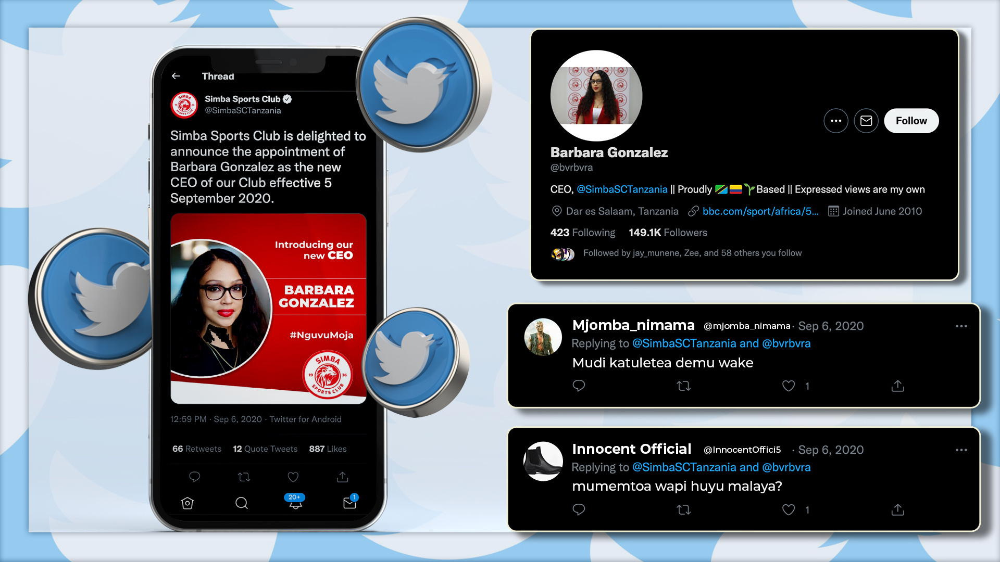 Thread
Simba Sports Club
@SimbaSCTanzania
Simba Sports Club is delighted to
announce the appointment of
Barbara Gonzalez as the new
CEO of our Club effective 5
September 2020.
Introducing our
new CEO
BARBARA
GONZALEZ
#NguvuMoja
SIMBA
19 36
SPORTS CLUB
12:59 PM · Sep 6, 2020 · Twitter for Android
66 Retweets 12 Quote Tweets 887 Likes
20+
1
Barbara Gonzalez
@bvrbvra
Follow
CEO, @SimbaSCTanzania || Proudly 🇹🇿🇨🇴🌱Based || Expressed views are my own
Dar es Salaam, Tanzania bbc.com/sport/africa/5... Joined June 2010
423 Following 149.1K Followers
Followed by jay_munene, Zee, and 58 others you follow
Mjomba_nimama @mjomba_nimama · Sep 6, 2020
Replying to @SimbaSCTanzania and @bvrbvra
Mudi katuletea demu wake
1
Innocent Official @InnocentOffici5 · Sep 6, 2020
Replying to @SimbaSCTanzania and @bvrbvra
mumemtoa wapi huyu malaya?
1